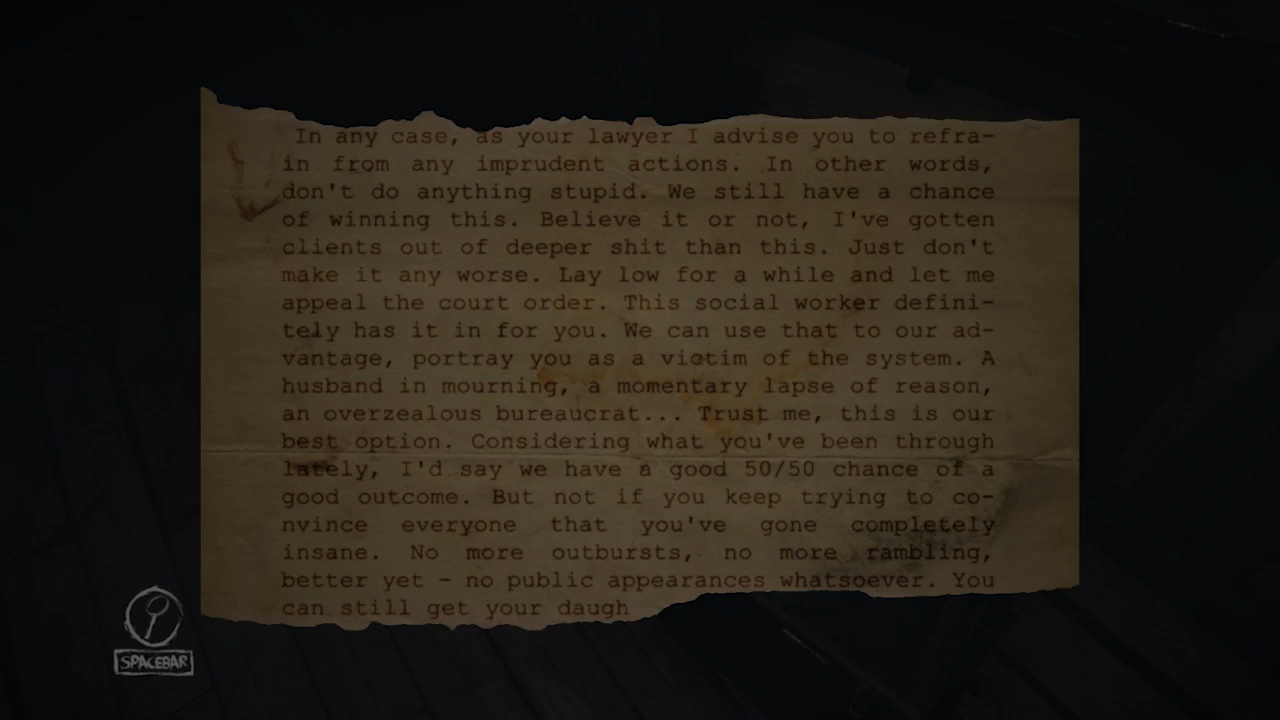 In any case, as your lawyer I advise you to refra-
in from any imprudent actions. In other words,
don't do anything stupid. We still have a chance
of winning this. Believe it or not, I've gotten
clients out of deeper shit than this. Just don't
make it any worse. Lay low for a while and let me
appeal the court order. This social worker defini-
tely has it in for you. We can use that to our ad-
vantage, portray you as a victim of the system. A
husband in mourning, a momentary lapse of reason,
an overzealous bureaucrat... Trust me, this is our
best option. Considering what you've been through
lately, I'd say we have a good 50/50 chance of a
good outcome. But not if you keep trying to co-
nvince everyone that you've gone completely
insane. No more outbursts, no more rambling,
better yet - no public appearances whatsoever. You
can still get your daugh
SPACEBAR